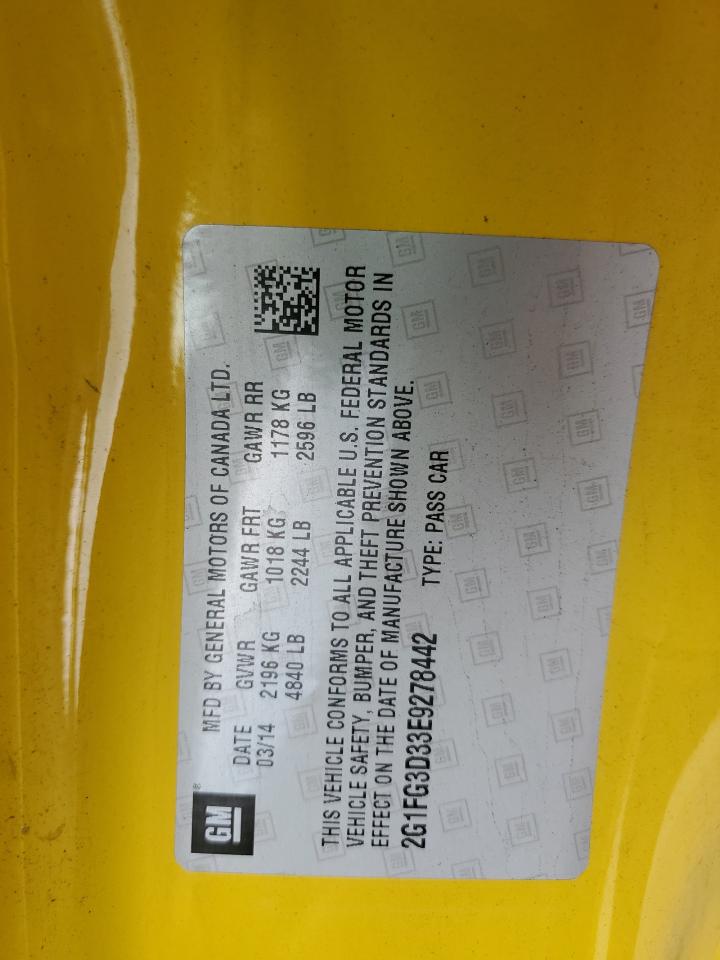 GM®
MFD BY GENERAL MOTORS OF CANADA LTD.
DATE GVWR GAWR FRT GAWR RR
03/14 2196 KG 1018 KG 1178 KG
4840 LB 2244 LB 2596 LB
THIS VEHICLE CONFORMS TO ALL APPLICABLE U.S. FEDERAL MOTOR
VEHICLE SAFETY, BUMPER, AND THEFT PREVENTION STANDARDS IN
EFFECT ON THE DATE OF MANUFACTURE SHOWN ABOVE.
2G1FG3D33E9278442 TYPE: PASS CAR